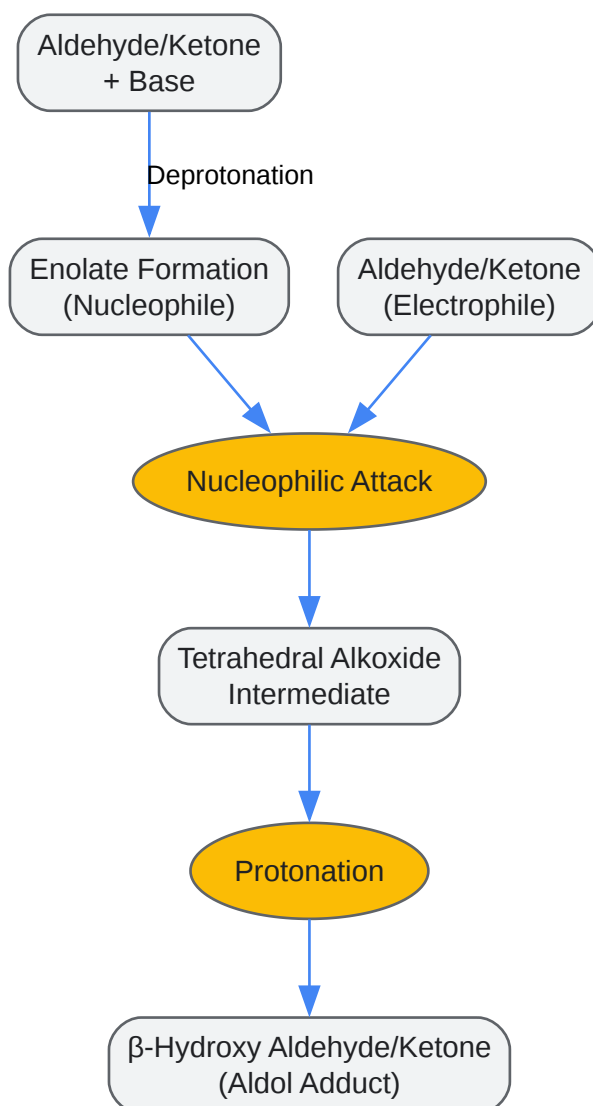 Aldehyde/Ketone
+ Base
Deprotonation
Enolate Formation
(Nucleophile)
Aldehyde/Ketone
(Electrophile)
Nucleophilic Attack
Tetrahedral Alkoxide
Intermediate
Protonation
β-Hydroxy Aldehyde/Ketone
(Aldol Adduct)